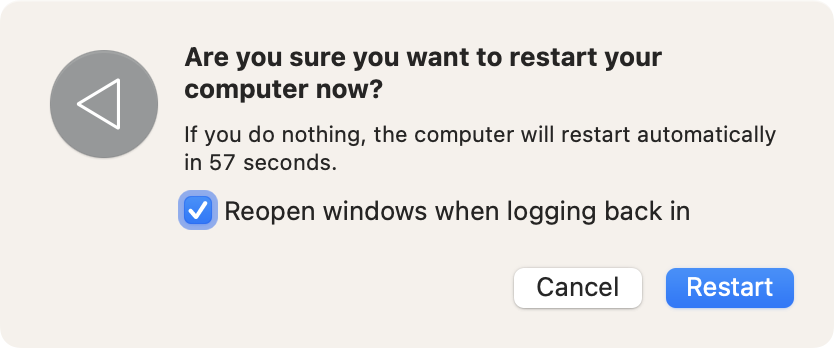 Are you sure you want to restart your
computer now?
If you do nothing, the computer will restart automatically
in 57 seconds.
Reopen windows when logging back in
Cancel
Restart